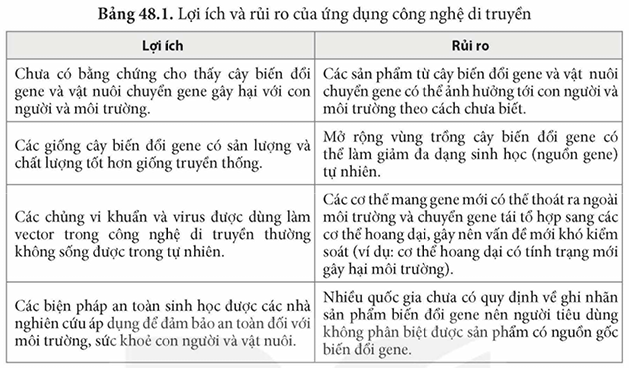 Bảng 48.1. Lợi ích và rủi ro của ứng dụng công nghệ di truyền
Lợi ích
Rủi ro
Chưa có bằng chứng cho thấy cây biến đổi
gene và vật nuôi chuyển gene gây hại với con
người và môi trường.
Các sản phẩm từ cây biến đổi gene và vật nuôi
chuyển gene có thể ảnh hưởng tới con người và
môi trường theo cách chưa biết.
Các giống cây biến đổi gene có sản lượng và
chất lượng tốt hơn giống truyền thống.
Mở rộng vùng trồng cây biến đổi gene có
thể làm giảm đa dạng sinh học (nguồn gene)
tự nhiên.
Các chủng vi khuẩn và virus được dùng làm
vector trong công nghệ di truyền thường
không sống được trong tự nhiên.
Các cơ thể mang gene mới có thể thoát ra ngoài
môi trường và chuyển gene tái tổ hợp sang các
cơ thể hoang dại, gây nên vấn đề mới khó kiểm
soát (ví dụ: cơ thể hoang dại có tính trạng mới
gây hại môi trường).
Các biện pháp an toàn sinh học được các nhà
nghiên cứu áp dụng để đảm bảo an toàn đối với
môi trường, sức khoẻ con người và vật nuôi.
Nhiều quốc gia chưa có quy định về ghi nhãn
sản phẩm biến đổi gene nên người tiêu dùng
không phân biệt được sản phẩm có nguồn gốc
biến đổi gene.